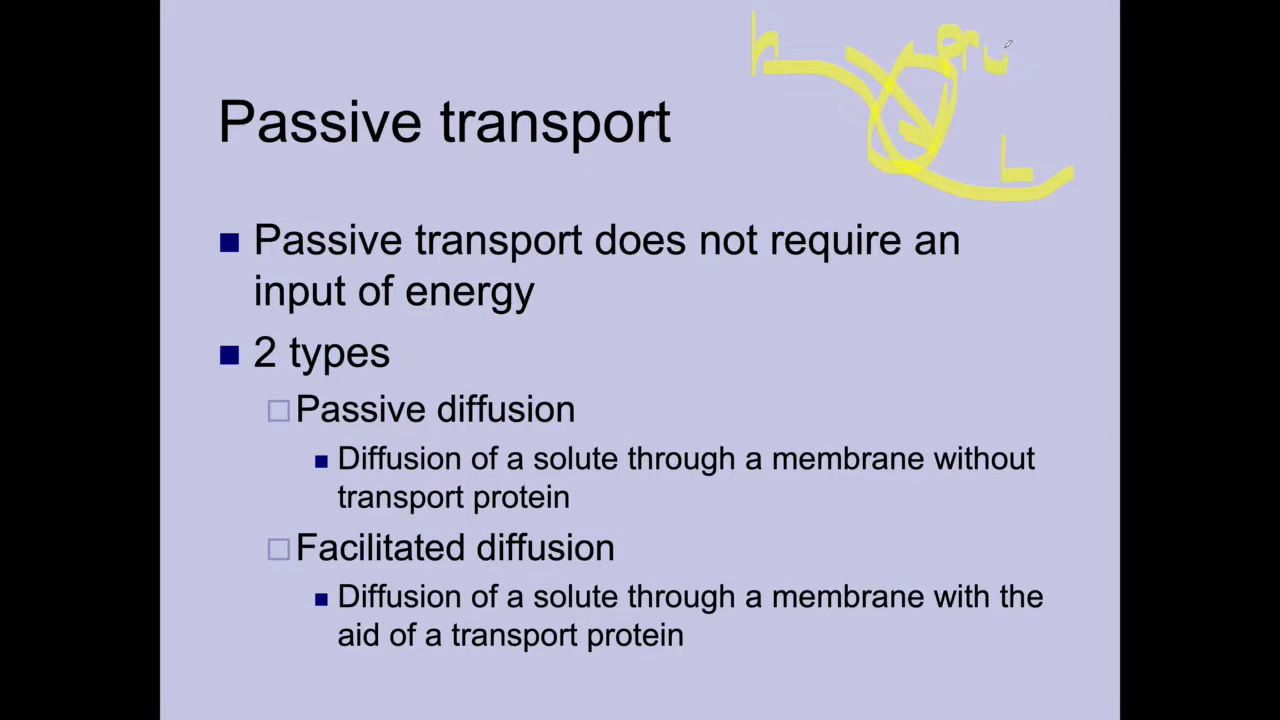 h
L
Passive transport
Passive transport does not require an
input of energy
2 types
Passive diffusion
Diffusion of a solute through a membrane without
transport protein
Facilitated diffusion
Diffusion of a solute through a membrane with the
aid of a transport protein